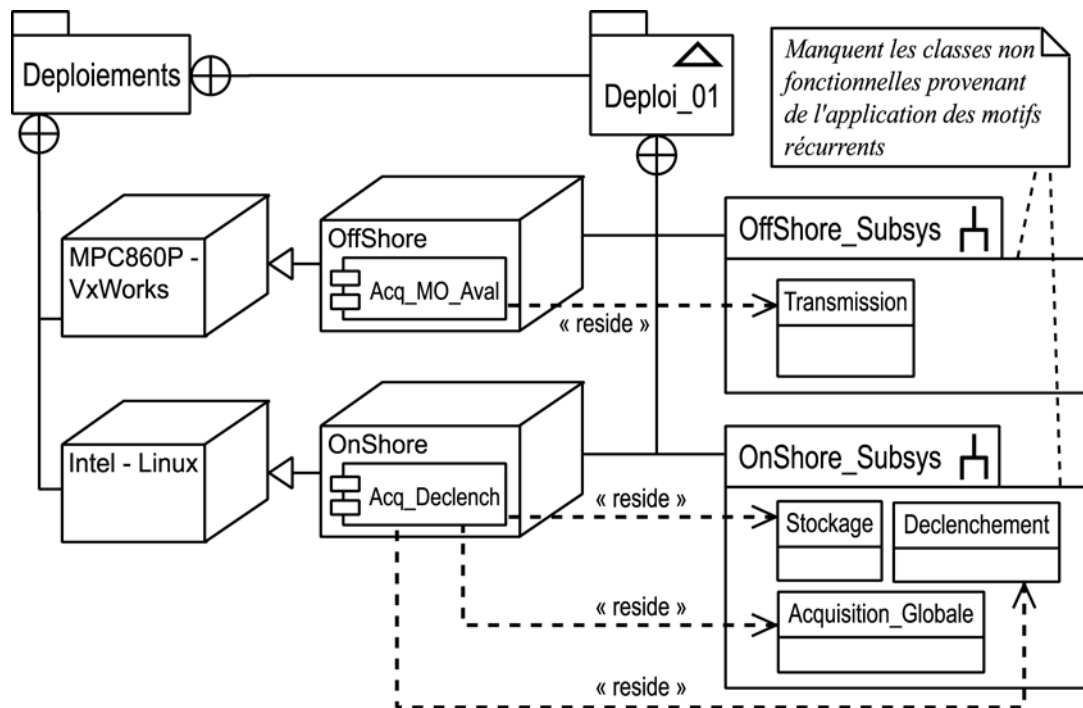 Deploiements
Deploi_01
Manquent les classes non
fonctionnelles provenant
de l'application des motifs
récurrents
MPC860P -
VxWorks
OffShore
Acq_MO_Aval
« reside »
OffShore_Subsys
Transmission
Intel - Linux
OnShore
Acq_Declench
« reside »
OnShore_Subsys
Stockage
Declenchement
« reside »
Acquisition_Globale
« reside »